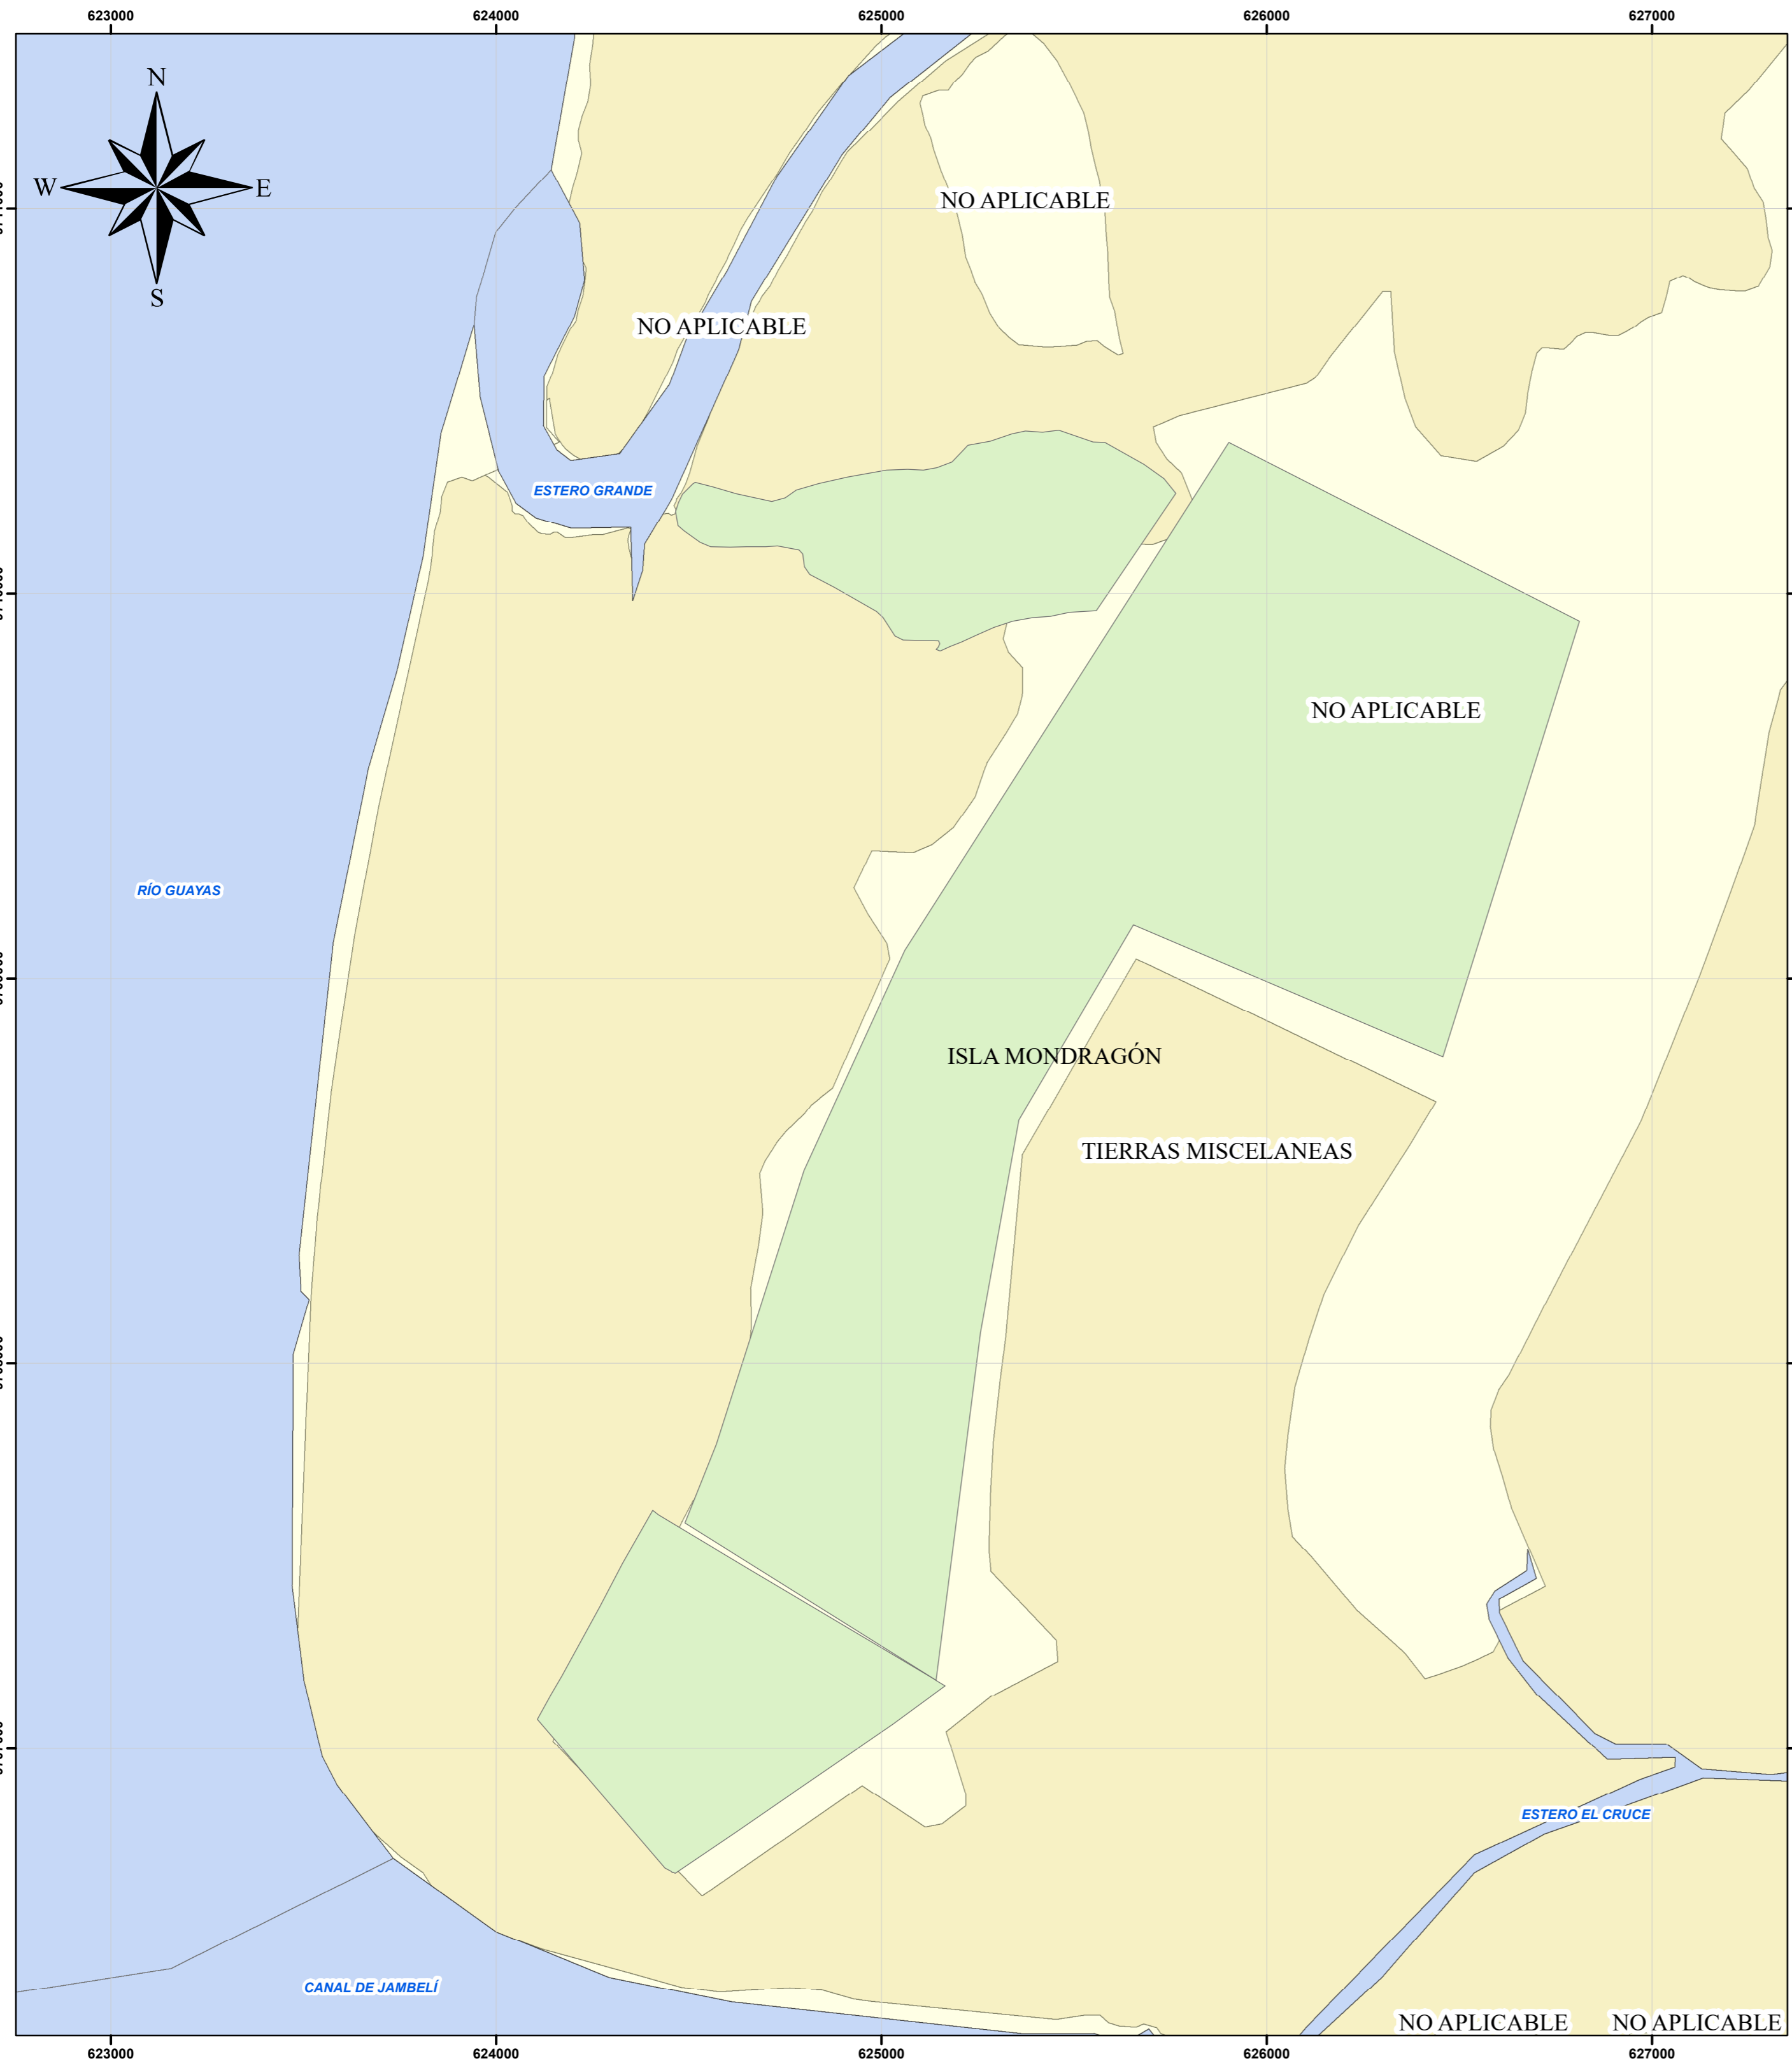 623000 624000 625000 626000 627000
N
W E
S
NO APLICABLE
NO APLICABLE
ESTERO GRANDE
NO APLICABLE
RÍO GUAYAS
ISLA MONDRAGÓN
TIERRAS MISCELANEAS
ESTERO EL CRUCE
CANAL DE JAMBELÍ
NO APLICABLE NO APLICABLE
623000 624000 625000 626000 627000